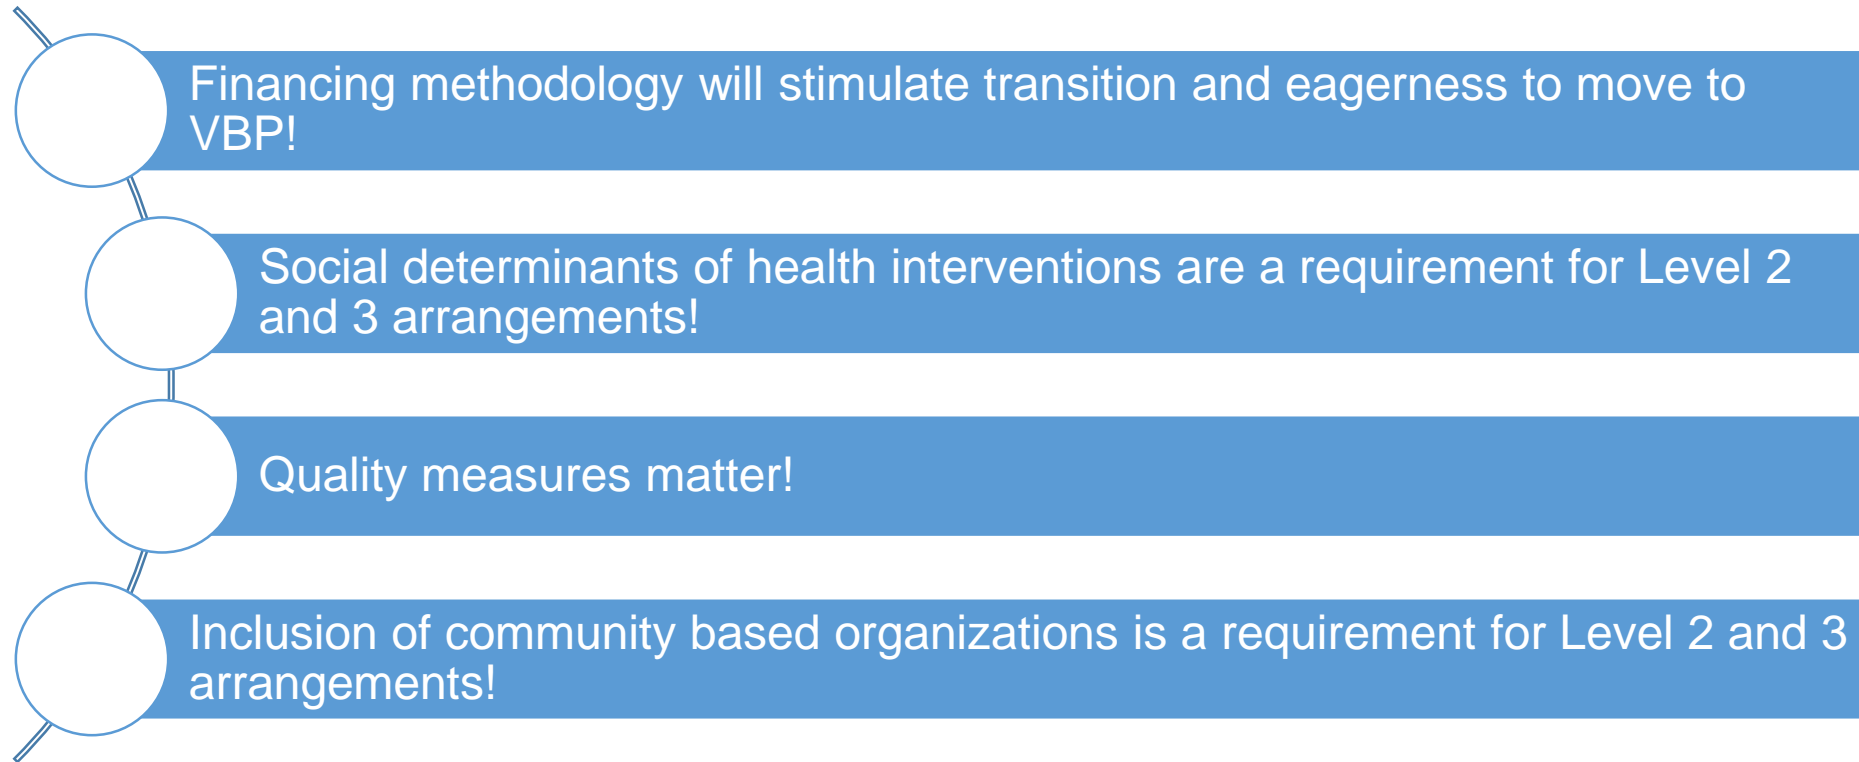 Financing methodology will stimulate transition and eagerness to move to
VBP!
Social determinants of health interventions are a requirement for Level 2
and 3 arrangements!
Quality measures matter!
Inclusion of community based organizations is a requirement for Level 2 and 3
arrangements!